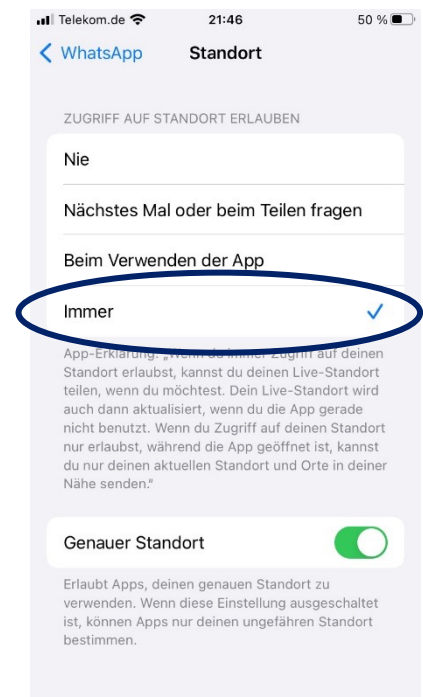 Telekom.de 21:46 50 %
WhatsApp Standort
ZUGRIFF AUF STANDORT ERLAUBEN
Nie
Nächstes Mal oder beim Teilen fragen
Beim Verwenden der App
Immer
App-Erklärung: „Wenn du immer Zugriff auf deinen
Standort erlaubst, kannst du deinen Live-Standort
teilen, wenn du möchtest. Dein Live-Standort wird
auch dann aktualisiert, wenn du die App gerade
nicht benutzt. Wenn du Zugriff auf deinen Standort
nur erlaubst, während die App geöffnet ist, kannst
du nur deinen aktuellen Standort und Orte in deiner
Nähe senden.“
Genauer Standort
Erlaubt Apps, deinen genauen Standort zu
verwenden. Wenn diese Einstellung ausgeschaltet
ist, können Apps nur deinen ungefähren Standort
bestimmen.